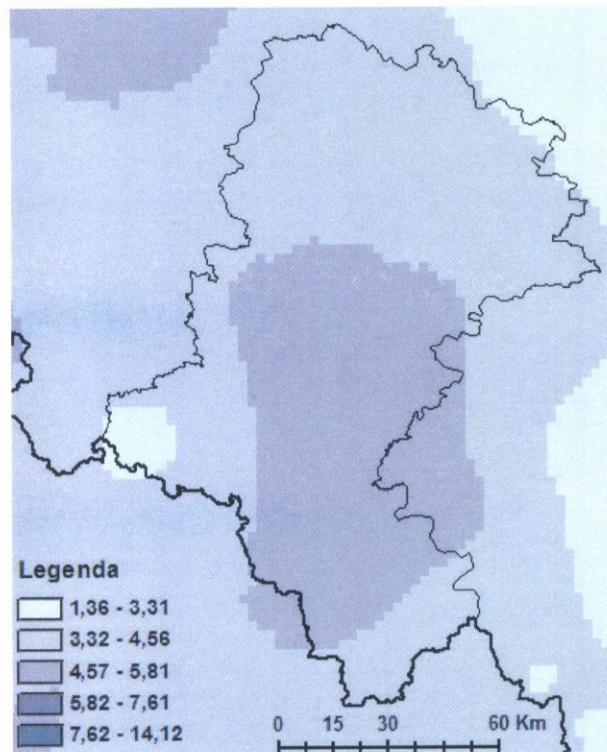 Legenda
1,36 - 3,31
3,32 - 4,56
4,57 - 5,81
5,82 - 7,61
7,62 - 14,12
0 15 30 60 Km